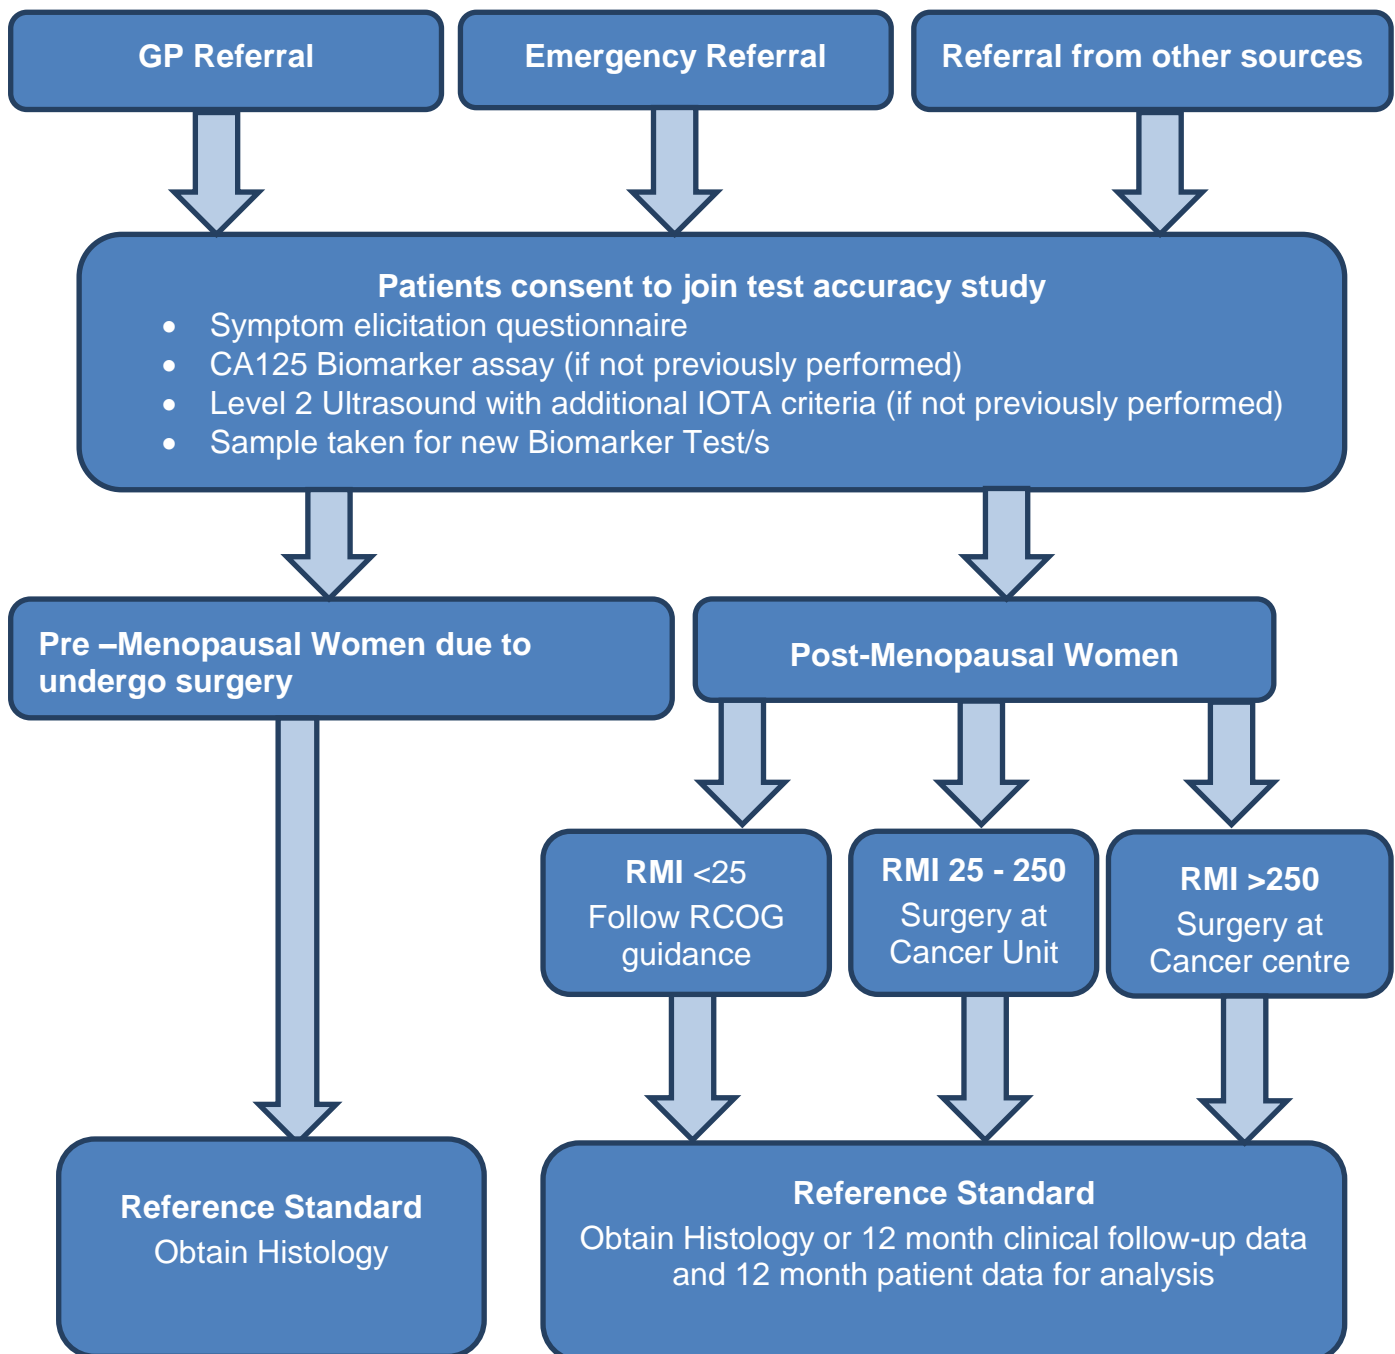 GP Referral
Emergency Referral
Referral from other sources
Patients consent to join test accuracy study
• Symptom elicitation questionnaire
• CA125 Biomarker assay (if not previously performed)
• Level 2 Ultrasound with additional IOTA criteria (if not previously performed)
• Sample taken for new Biomarker Test/s
Pre –Menopausal Women due to
undergo surgery
Post-Menopausal Women
RMI <25
Follow RCOG
guidance
RMI 25 - 250
Surgery at
Cancer Unit
RMI >250
Surgery at
Cancer centre
Reference Standard
Obtain Histology
Reference Standard
Obtain Histology or 12 month clinical follow-up data
and 12 month patient data for analysis